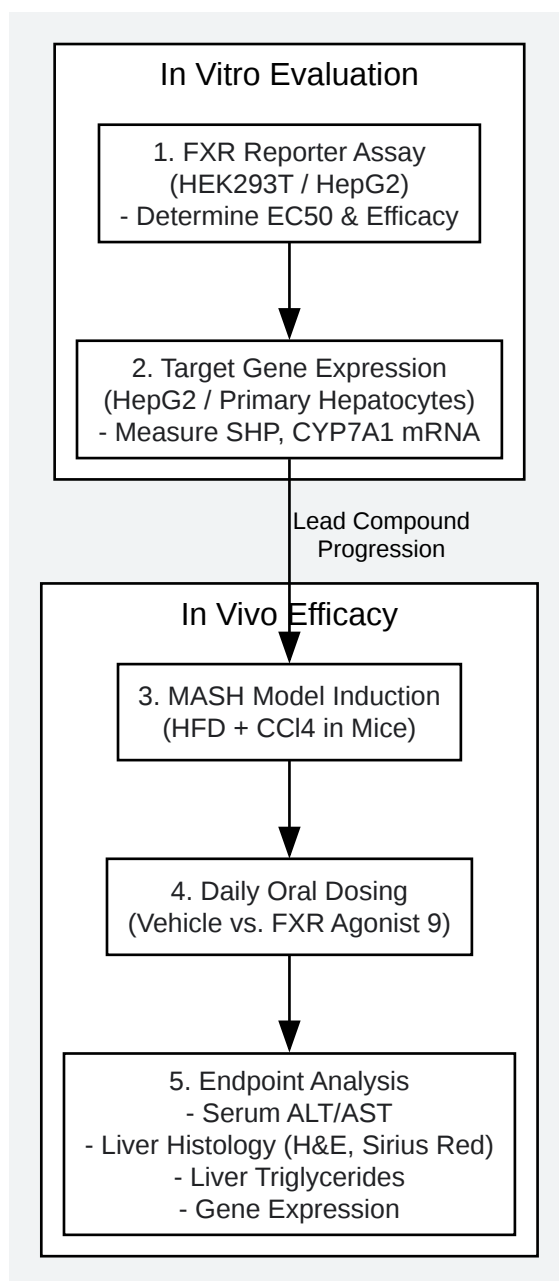 In Vitro Evaluation
1. FXR Reporter Assay
(HEK293T / HepG2)
- Determine EC50 & Efficacy
2. Target Gene Expression
(HepG2 / Primary Hepatocytes)
- Measure SHP, CYP7A1 mRNA
Lead Compound
Progression
In Vivo Efficacy
3. MASH Model Induction
(HFD + CCl4 in Mice)
4. Daily Oral Dosing
(Vehicle vs. FXR Agonist 9)
5. Endpoint Analysis
- Serum ALT/AST
- Liver Histology (H&E, Sirius Red)
- Liver Triglycerides
- Gene Expression